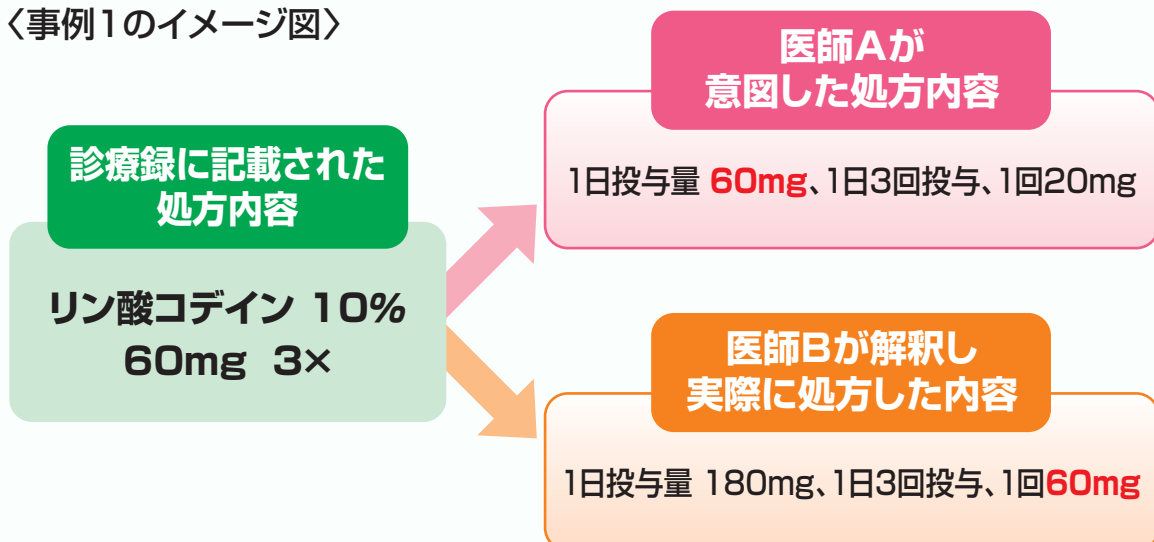 〈事例1のイメージ図〉
診療録に記載された
処方内容
リン酸コデイン 10%
60mg 3×
医師Aが
意図した処方内容
1日投与量 60mg、1日3回投与、1回20mg
医師Bが解釈し
実際に処方した内容
1日投与量 180mg、1日3回投与、1回60mg